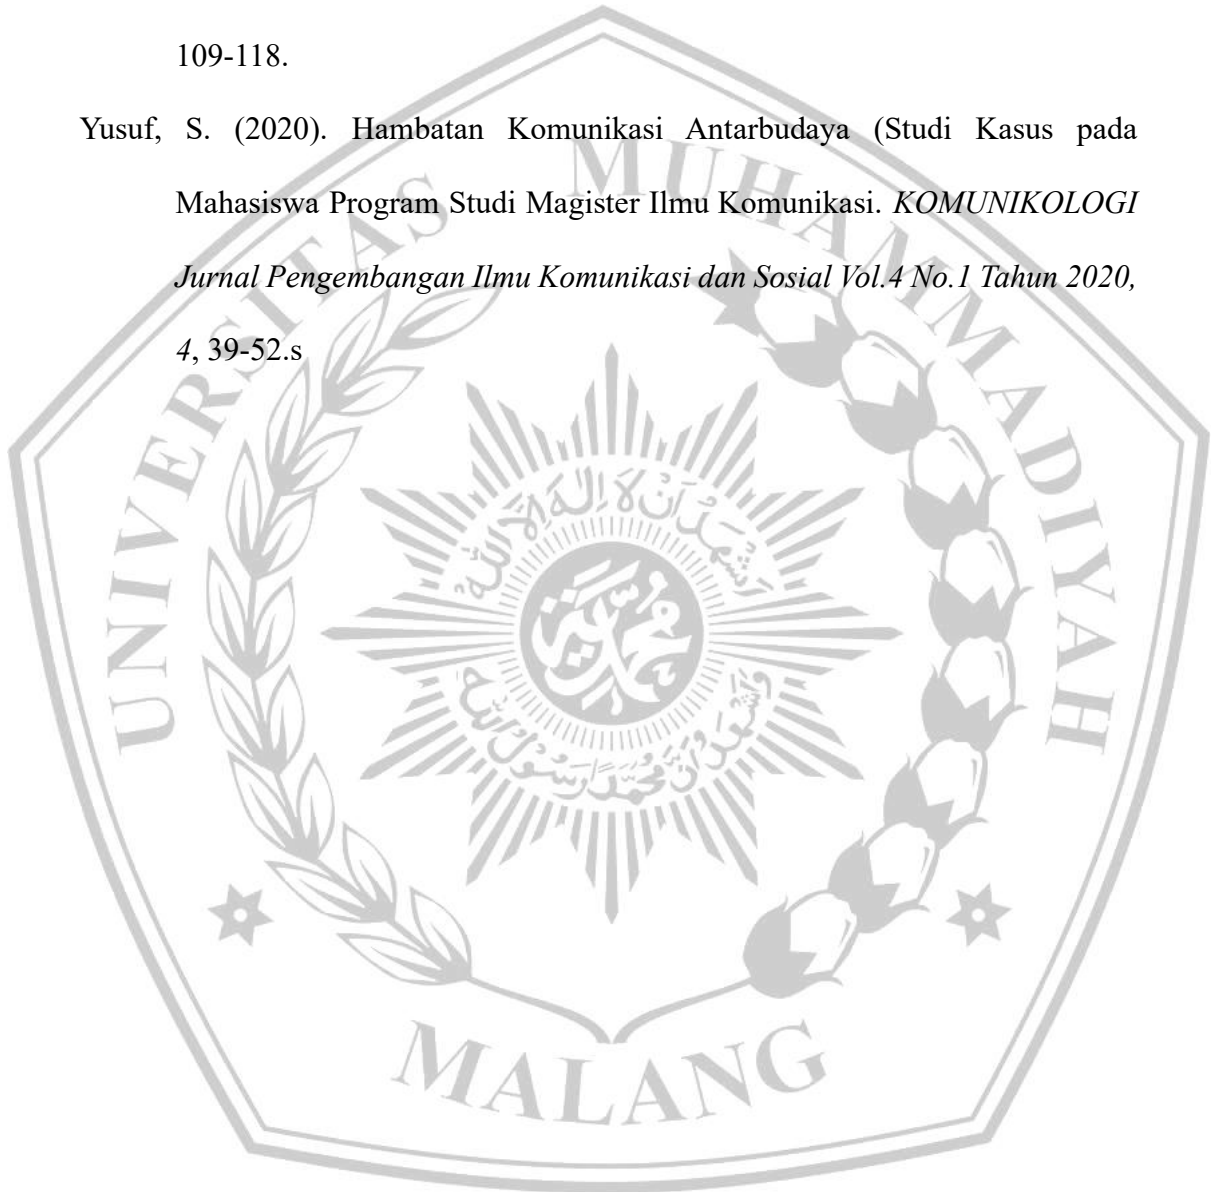 109-118.
Yusuf, S. (2020). Hambatan Komunikasi Antarbudaya (Studi Kasus pada
Mahasiswa Program Studi Magister Ilmu Komunikasi. KOMUNIKOLOGI
Jurnal Pengembangan Ilmu Komunikasi dan Sosial Vol.4 No.1 Tahun 2020,
4, 39-52.s
UNIVERSITAS MUHAMMADIYAH
MALANG